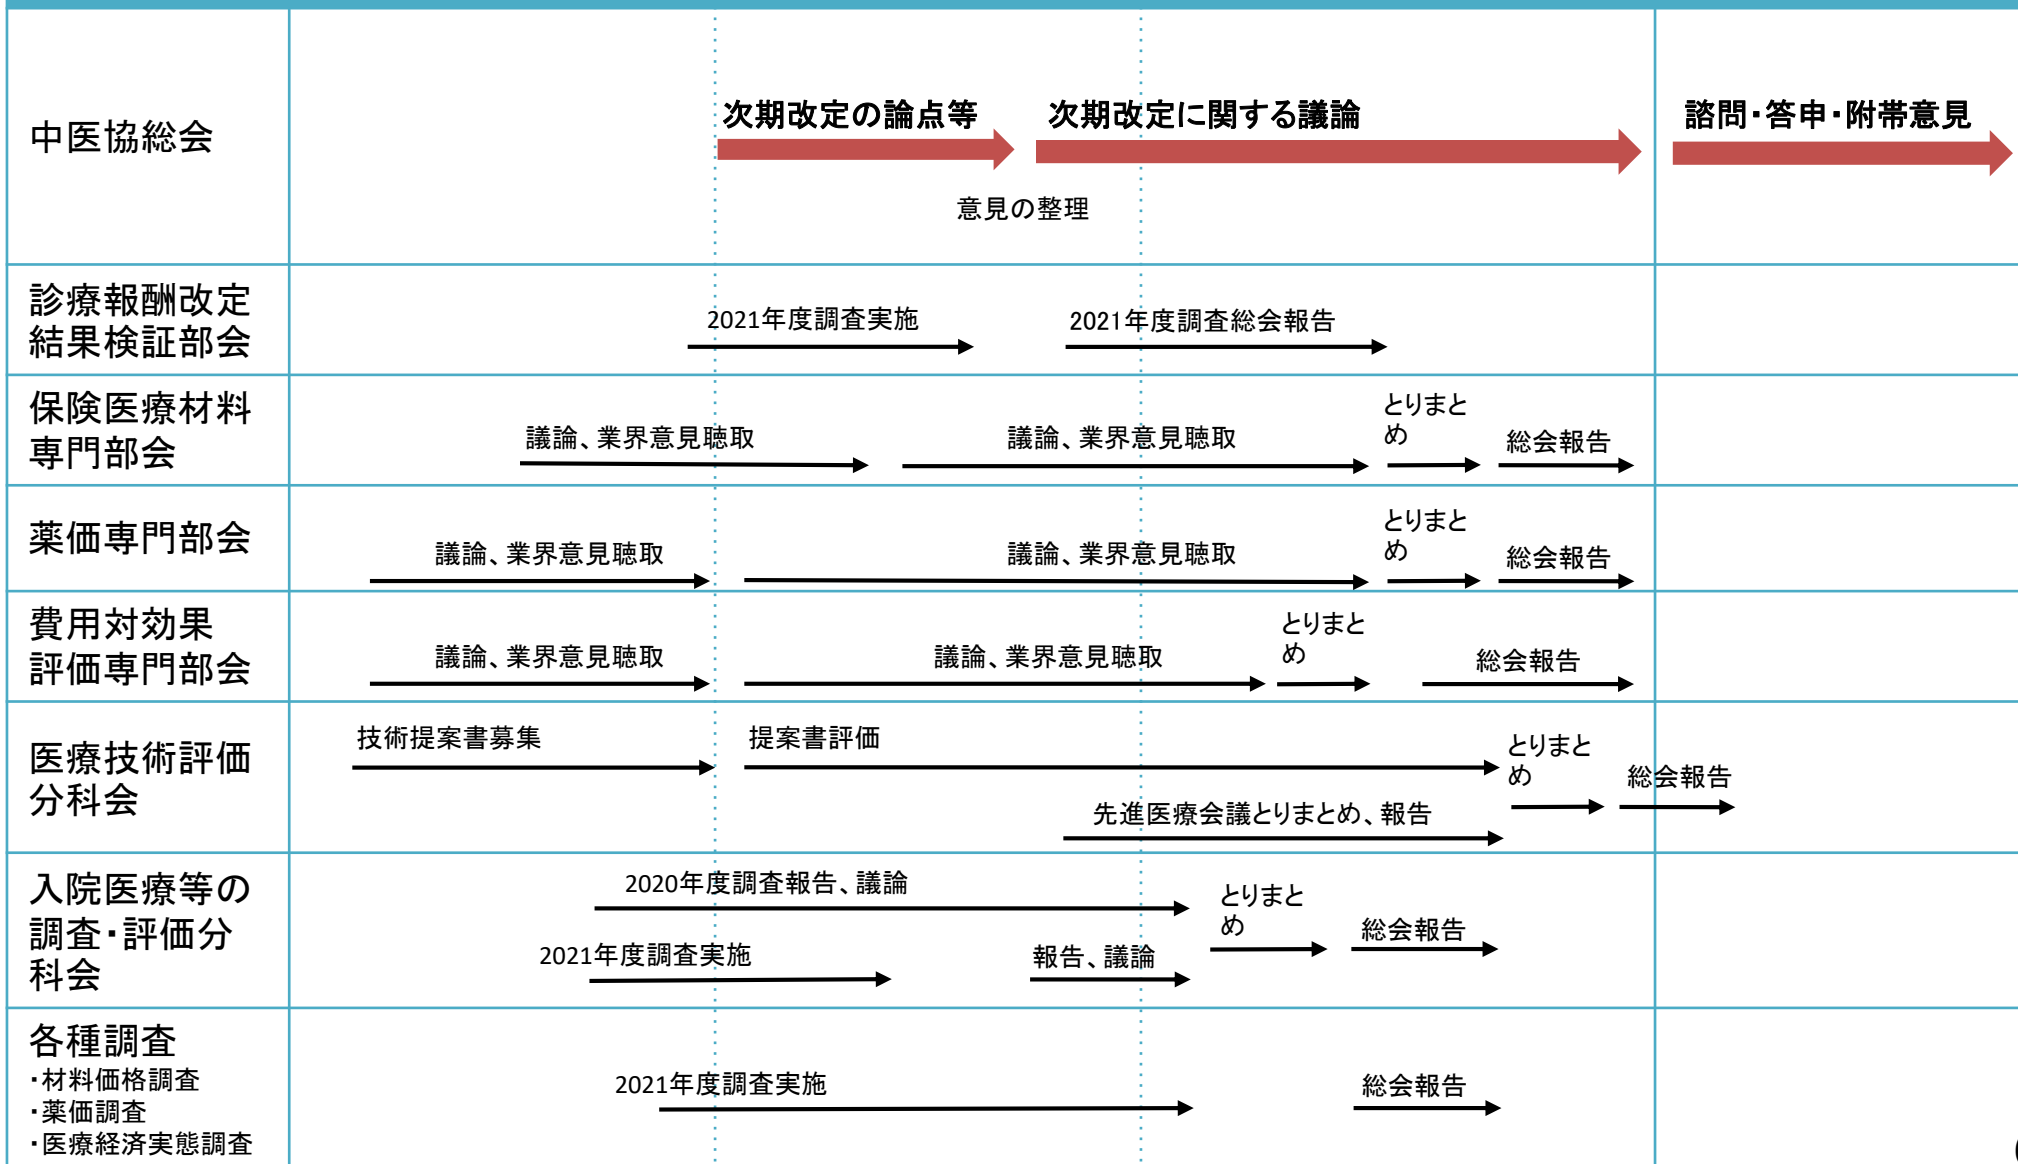 中医協総会
次期改定の論点等
次期改定に関する議論
諮問・答申・附帯意見
意見の整理
診療報酬改定
結果検証部会
2021年度調査実施
2021年度調査総会報告
保険医療材料
専門部会
議論、業界意見聴取
議論、業界意見聴取
とりまと
め
総会報告
薬価専門部会
議論、業界意見聴取
議論、業界意見聴取
とりまと
め
総会報告
費用対効果
評価専門部会
議論、業界意見聴取
議論、業界意見聴取
とりまと
め
総会報告
医療技術評価
分科会
技術提案書募集
提案書評価
とりまと
め
総会報告
先進医療会議とりまとめ、報告
入院医療等の
調査・評価分
科会
2020年度調査報告、議論
とりまと
め
総会報告
2021年度調査実施
報告、議論
各種調査
・材料価格調査
・薬価調査
・医療経済実態調査
2021年度調査実施
総会報告